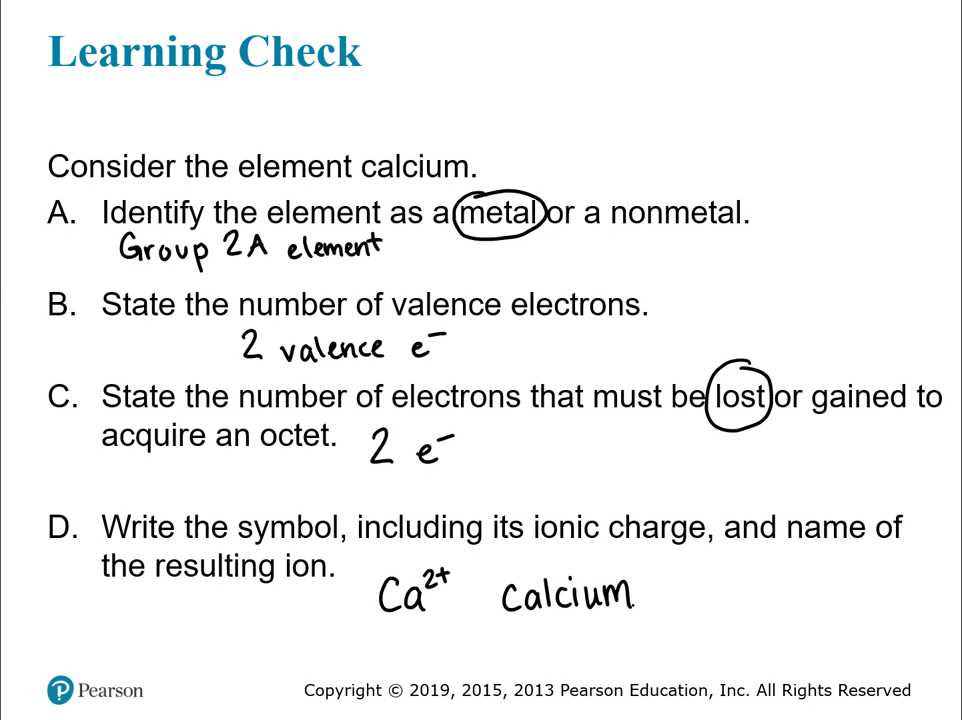 Learning Check
Consider the element calcium.
A. Identify the element as a metal or a nonmetal.
Group 2A element
B. State the number of valence electrons.
2 valence e⁻
C. State the number of electrons that must be lost or gained to
acquire an octet. 2 e⁻
D. Write the symbol, including its ionic charge, and name of
the resulting ion.
Ca²⁺ calcium
Pearson
Copyright © 2019, 2015, 2013 Pearson Education, Inc. All Rights Reserved